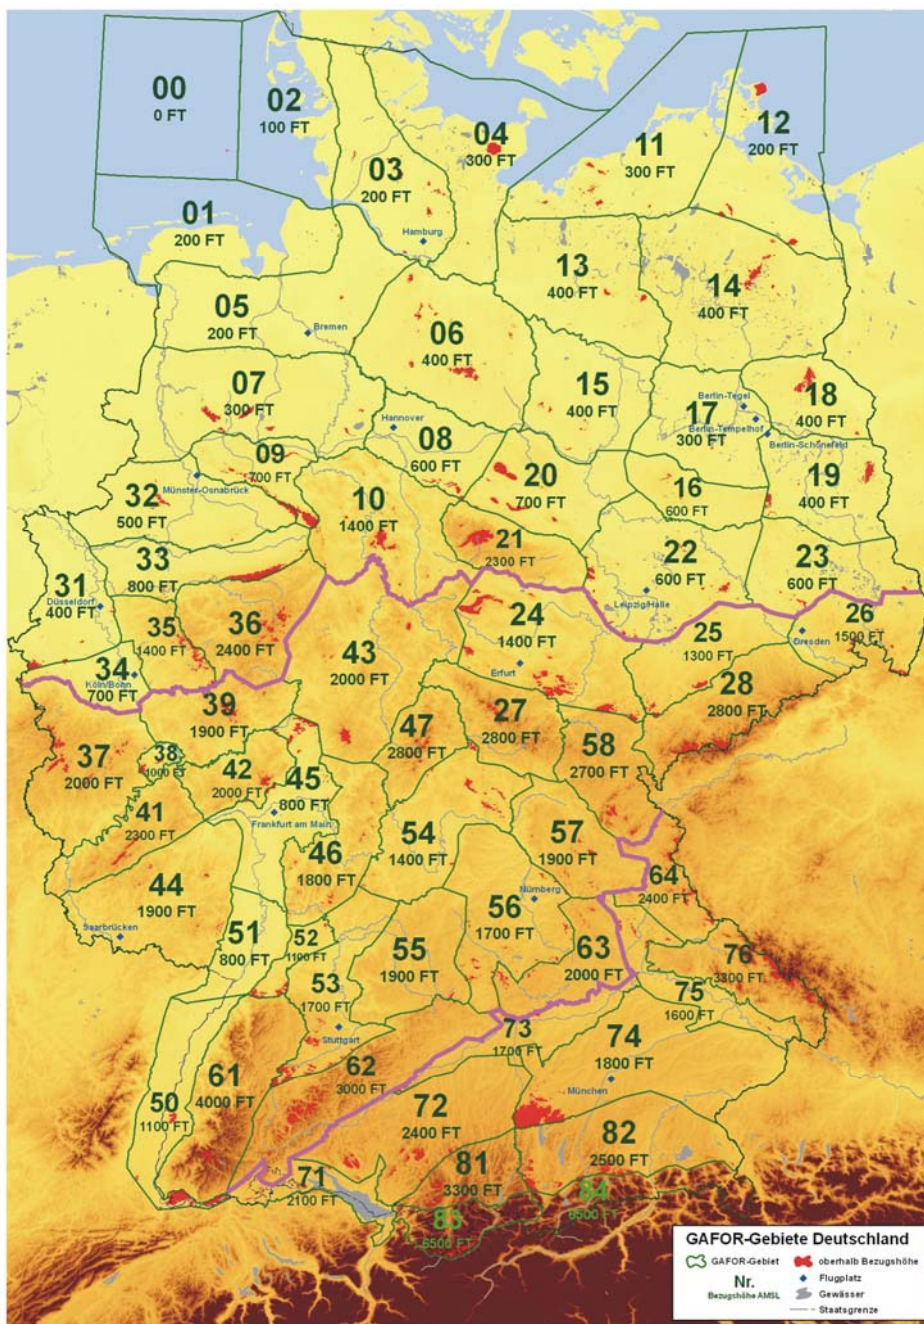 00
0 FT
02
100 FT
03
200 FT
04
300 FT
11
300 FT
12
200 FT
01
200 FT
Hamburg
13
400 FT
14
400 FT
05
200 FT
Bremen
06
400 FT
07
300 FT
15
400 FT
Berlin-Tegel
17
Berlin-Tempelhof
300 FT
Berlin-Schönefeld
18
400 FT
Hannover
08
600 FT
09
700 FT
Münster-Osnabrück
20
700 FT
16
600 FT
19
400 FT
32
500 FT
10
1400 FT
21
2300 FT
22
600 FT
Leipzig/Halle
23
600 FT
33
800 FT
31
Düsseldorf
400 FT
35
1400 FT
36
2400 FT
24
1400 FT
Erfurt
25
1300 FT
26
Dresden
1500 FT
34
Köln/Bonn
700 FT
43
2000 FT
28
2800 FT
39
1900 FT
47
2800 FT
27
2800 FT
58
2700 FT
37
2000 FT
38
1000 FT
42
2000 FT
45
800 FT
Frankfurt am Main
41
2300 FT
46
1800 FT
54
1400 FT
57
1900 FT
44
1900 FT
Saarbrücken
Nürnberg
56
1700 FT
64
2400 FT
51
800 FT
52
1100 FT
55
1900 FT
63
2000 FT
76
3300 FT
53
1700 FT
Stuttgart
75
1600 FT
73
1700 FT
74
1800 FT
München
61
4000 FT
62
3000 FT
50
1100 FT
72
2400 FT
82
2500 FT
71
2100 FT
81
3300 FT
83
6500 FT
84
6500 FT
GAFOR-Gebiete Deutschland
GAFOR-Gebiet
oberhalb Bezugshöhe
Nr.
Bezugshöhe AMSL
Flugplatz
Gewässer
Staatsgrenze